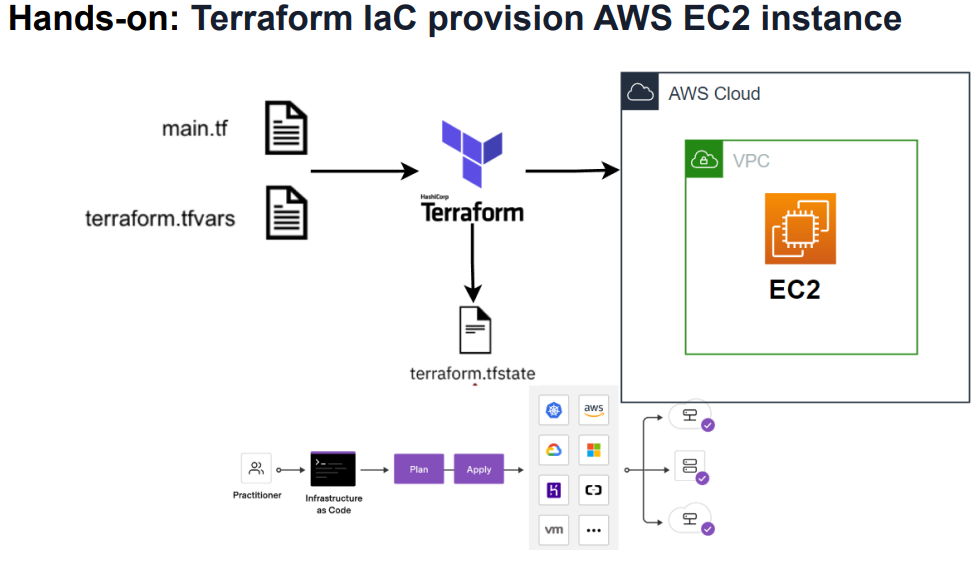 Hands-on: Terraform IaC provision AWS EC2 instance
main.tf
terraform.tfvars
HashiCorp
Terraform
terraform.tfstate
AWS Cloud
VPC
EC2
Practitioner
Infrastructure
as Code
Plan
Apply
aws
vm